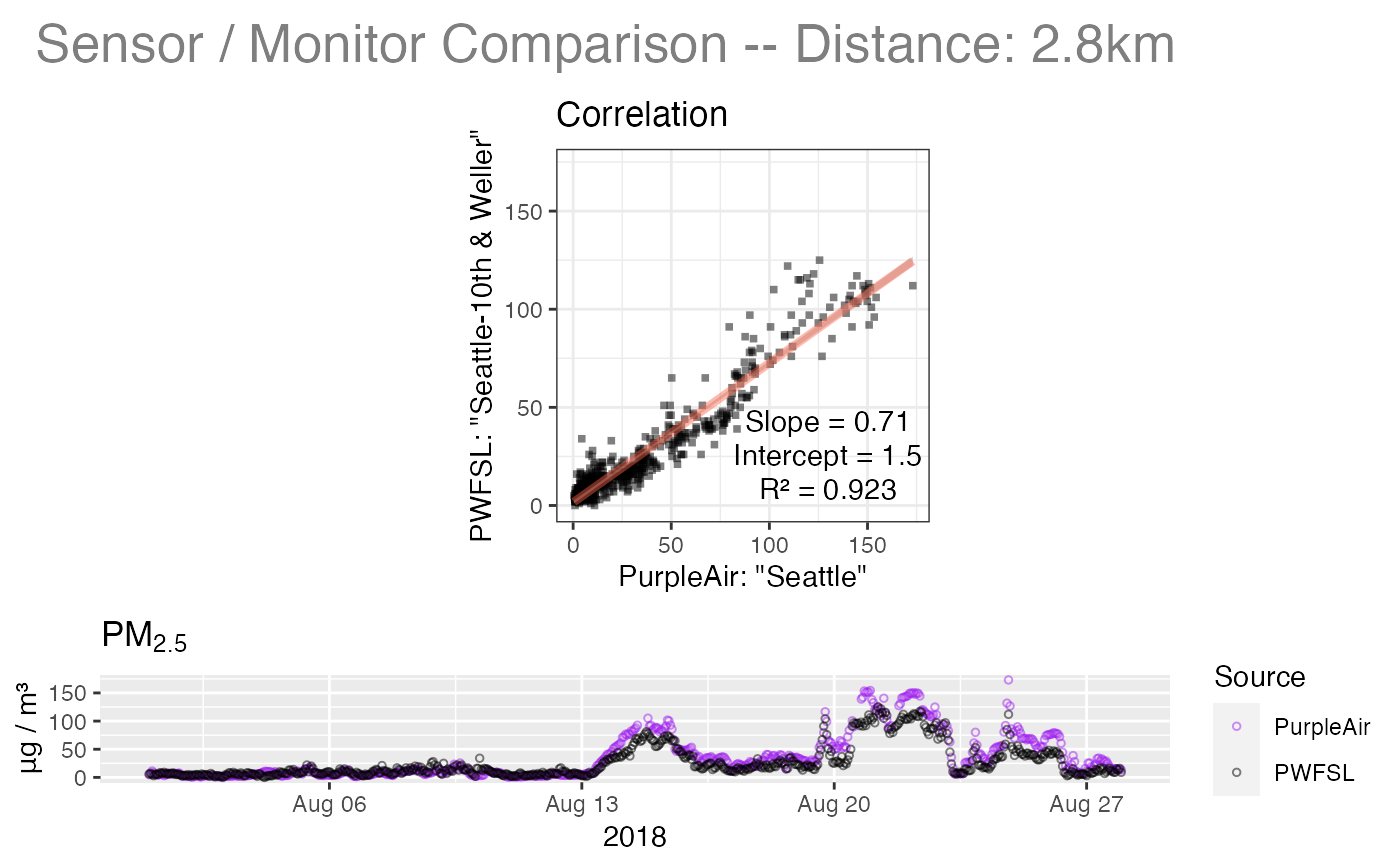 Sensor / Monitor Comparison -- Distance: 2.8km
Correlation
PWFSL: "Seattle-10th & Weller"
150
100
50
0
Slope = 0.71
Intercept = 1.5
R² = 0.923
0 50 100 150
PurpleAir: "Seattle"
PM2.5
µg / m³
150
100
50
0
Aug 06 Aug 13 Aug 20 Aug 27
2018
Source
PurpleAir
PWFSL